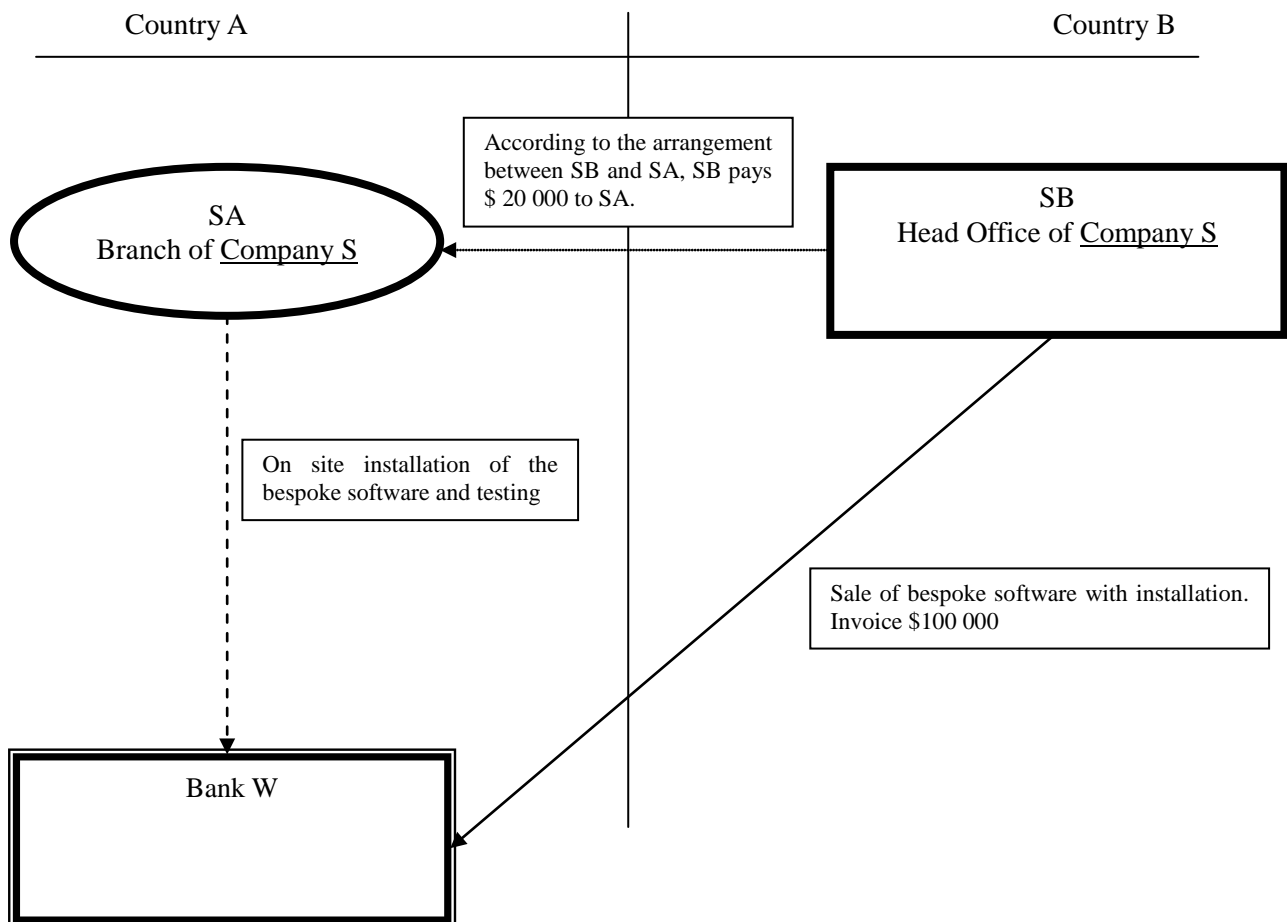 Country A
Country B
According to the arrangement
between SB and SA, SB pays
$ 20 000 to SA.
SA
Branch of Company S
SB
Head Office of Company S
On site installation of the
bespoke software and testing
Sale of bespoke software with installation.
Invoice $100 000
Bank W